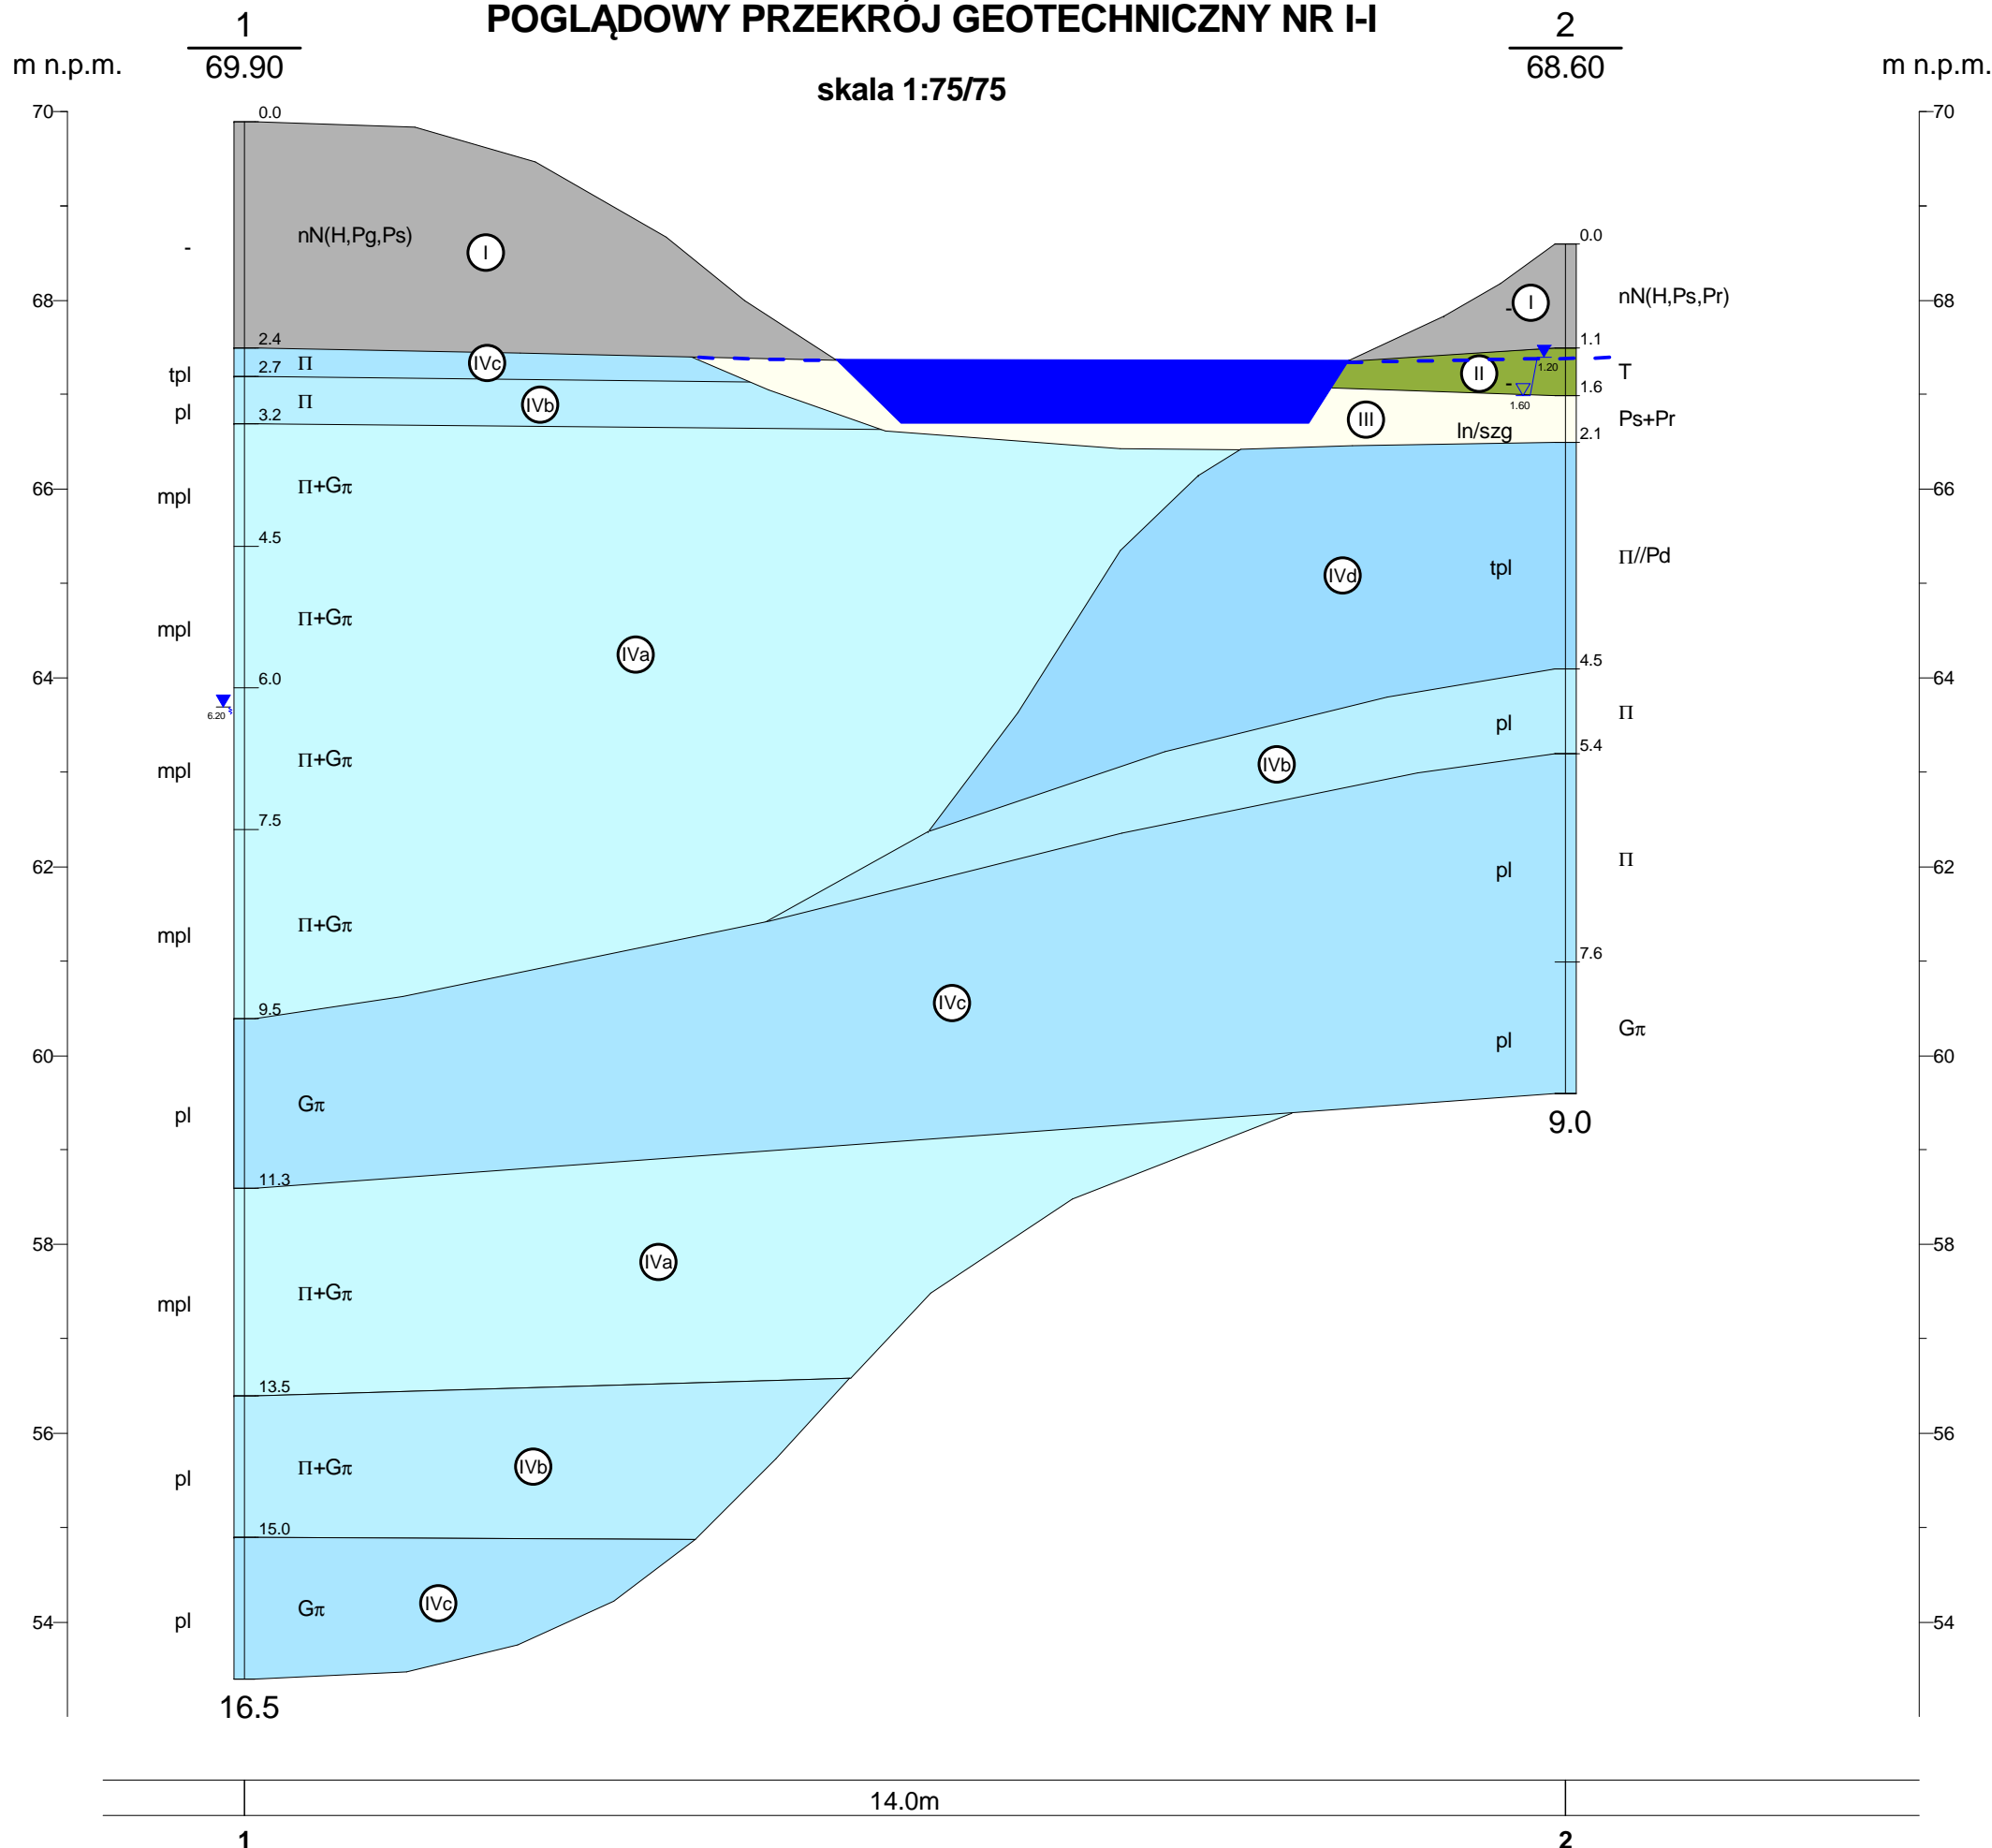 POGLĄDOWY PRZEKRÓJ GEOTECHNICZNY NR I-I
skala 1:75/75
1
69.90
2
68.60
m n.p.m.
m n.p.m.
70
68
66
64
62
60
58
56
54
70
68
66
64
62
60
58
56
54
-
tpl
pl
mpl
mpl
mpl
mpl
pl
mpl
pl
pl
6.20
0.0
2.4
2.7
3.2
4.5
6.0
7.5
9.5
11.3
13.5
15.0
16.5
nN(H,Pg,Ps)
Π
Π
Π+Gπ
Π+Gπ
Π+Gπ
Π+Gπ
Gπ
Π+Gπ
Π+Gπ
Gπ
I
IVc
IVb
IVa
IVc
IVa
IVb
IVc
I
II
III
IVd
IVb
-
-
ln/szg
tpl
pl
pl
pl
1.20
1.60
0.0
1.1
1.6
2.1
4.5
5.4
7.6
9.0
nN(H,Ps,Pr)
T
Ps+Pr
Π//Pd
Π
Π
Gπ
14.0m
1
2